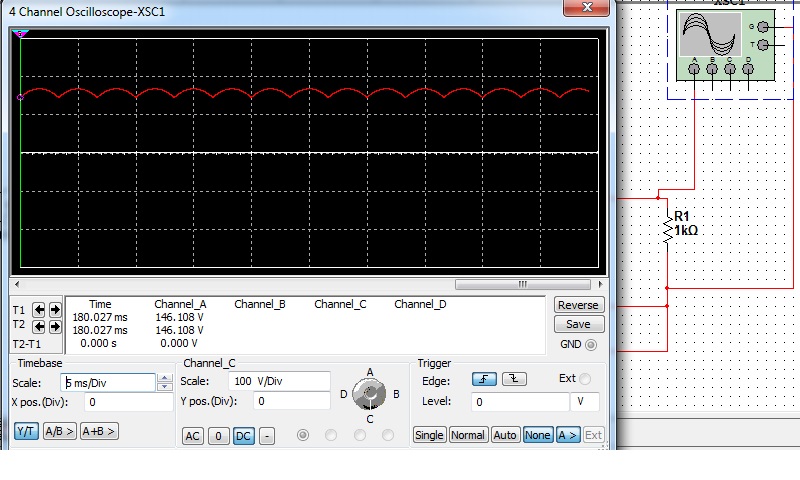 4 Channel Oscilloscope-XSC1
XSC1
G
T
A B C D
R1
1kΩ
Time Channel_A Channel_B Channel_C Channel_D
T1 180.027 ms 146.108 V
T2 180.027 ms 146.108 V
T2-T1 0.000 s 0.000 V
Reverse
Save
GND
Timebase
Scale: 5 ms/Div
X pos.(Div): 0
Y/T A/B > A+B >
Channel_C
Scale: 100 V/Div
Y pos.(Div): 0
AC 0 DC -
A
D B
C
Trigger
Edge: Ext
Level: 0 V
Single Normal Auto None A > Ext